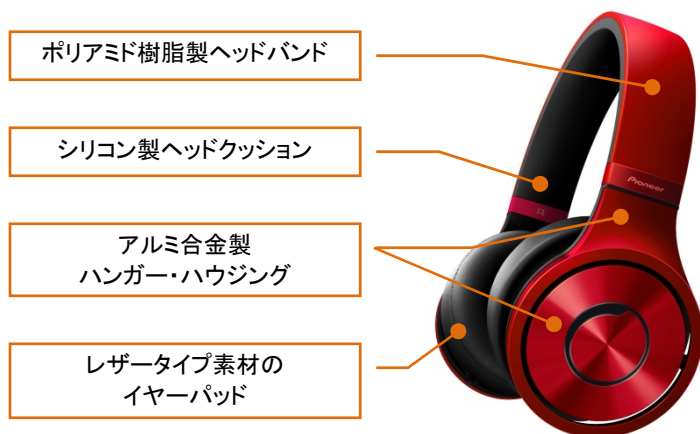 ポリアミド樹脂製ヘッドバンド
シリコン製ヘッドクッション
アルミ合金製
ハンガー・ハウジング
レザータイプ素材の
イヤーパッド
Pioneer
R